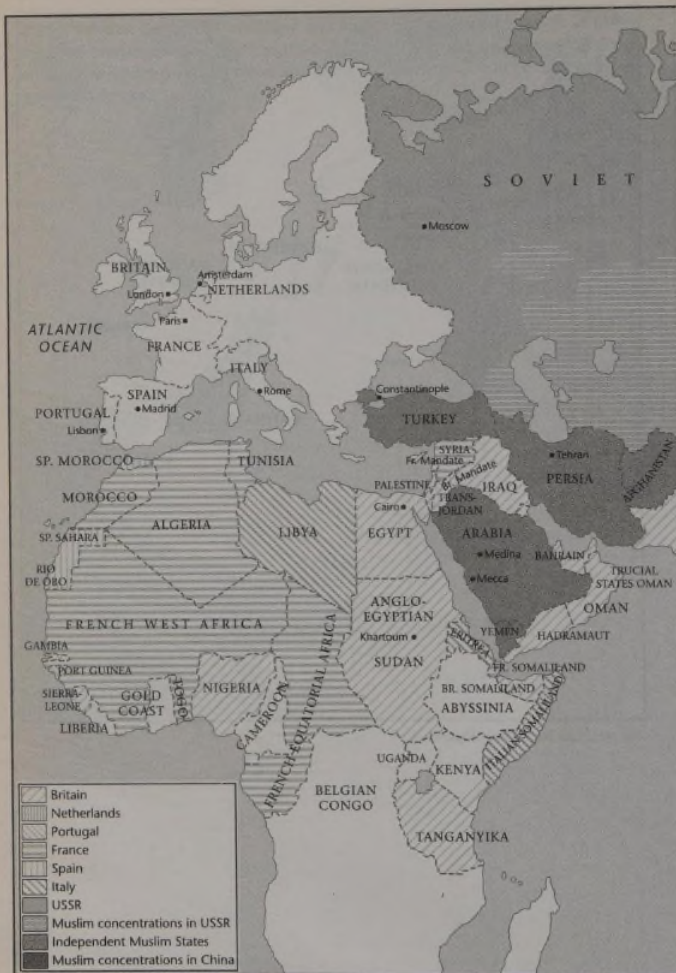 SOVIET
Moscow
BRITAIN
Amsterdam
London
NETHERLANDS
Paris
ATLANTIC
OCEAN
FRANCE
ITALY
Constantinople
SPAIN
Rome
PORTUGAL
Madrid
TURKEY
Lisbon
SYRIA
Tehran
SP. MOROCCO
TUNISIA
Fr. Mandate
Br. Mandate
PERSIA
AFGHANISTAN
PALESTINE
IRAQ
MOROCCO
TRANS-
JORDAN
Cairo
ALGERIA
LIBYA
EGYPT
ARABIA
SP. SAHARA
Medina
BAHRAIN
RIO
DE ORO
Mecca
TRUCIAL
STATES OMAN
ANGLO-
EGYPTIAN
OMAN
FRENCH WEST AFRICA
YEMEN
HADRAMAUT
Khartoum
ERITREA
GAMBIA
SUDAN
FR. SOMALILAND
PORT GUINEA
NIGERIA
BR. SOMALILAND
SIERRA-
LEONE
GOLD
COAST
TOGO
ABYSSINIA
LIBERIA
CAMEROON
FRENCH EQUATORIAL AFRICA
ITALIAN SOMALILAND
UGANDA
KENYA
BELGIAN
CONGO
TANGANYIKA
Britain
Netherlands
Portugal
France
Spain
Italy
USSR
Muslim concentrations in USSR
Independent Muslim States
Muslim concentrations in China